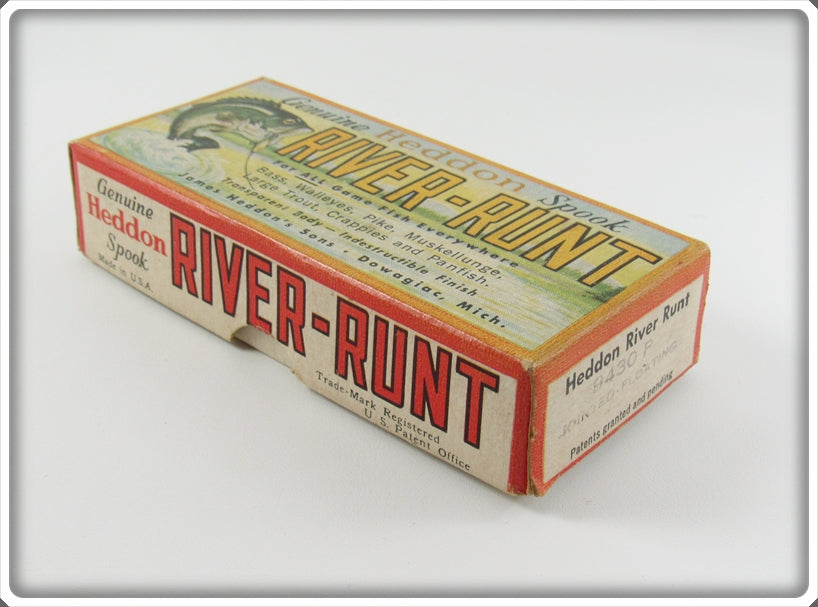 Genuine Heddon Spook
RIVER-RUNT
For ALL Game Fish Everywhere
Bass, Walleyes, Pike, Muskellunge,
Large Trout, Crappies and Panfish.
Transparent Body — Indestructible Finish
James Heddon's Sons • Dowagiac, Mich.
Genuine
Heddon
Spook
Made in U.S.A.
RIVER-RUNT
Trade-Mark Registered
U. S. Patent Office
Heddon River Runt
9430 P
JOINTED-FLOATING
Patents granted and pending